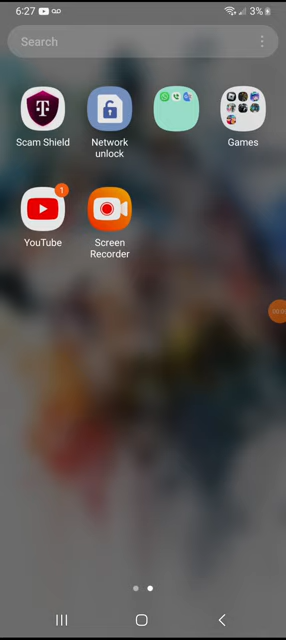 6:27
3%
Search
Scam Shield
Network
unlock
Games
1
YouTube
Screen
Recorder